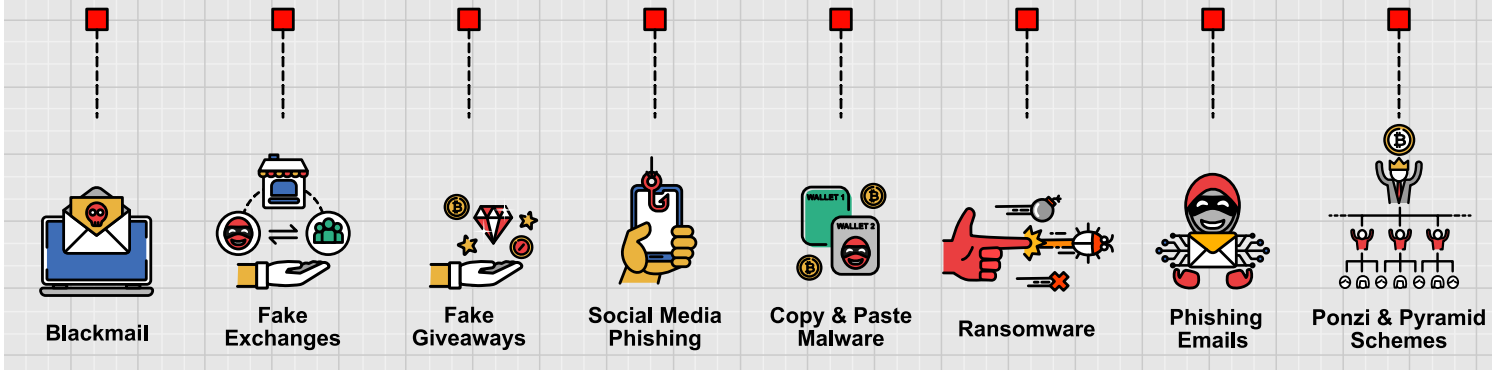 WALLET 1
WALLET 2
Blackmail
Fake
Exchanges
Fake
Giveaways
Social Media
Phishing
Copy & Paste
Malware
Ransomware
Phishing
Emails
Ponzi & Pyramid
Schemes